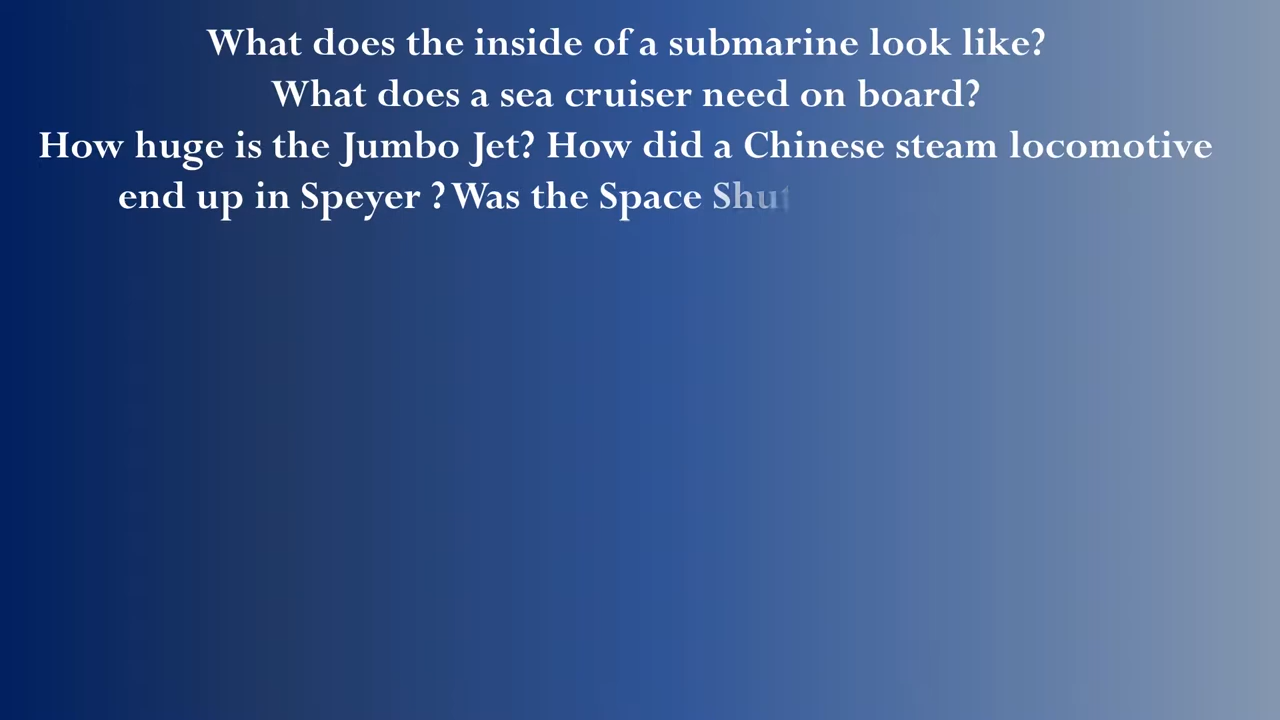 What does the inside of a submarine look like?
What does a sea cruiser need on board?
How huge is the Jumbo Jet? How did a Chinese steam locomotive
end up in Speyer ? Was the Space Shut